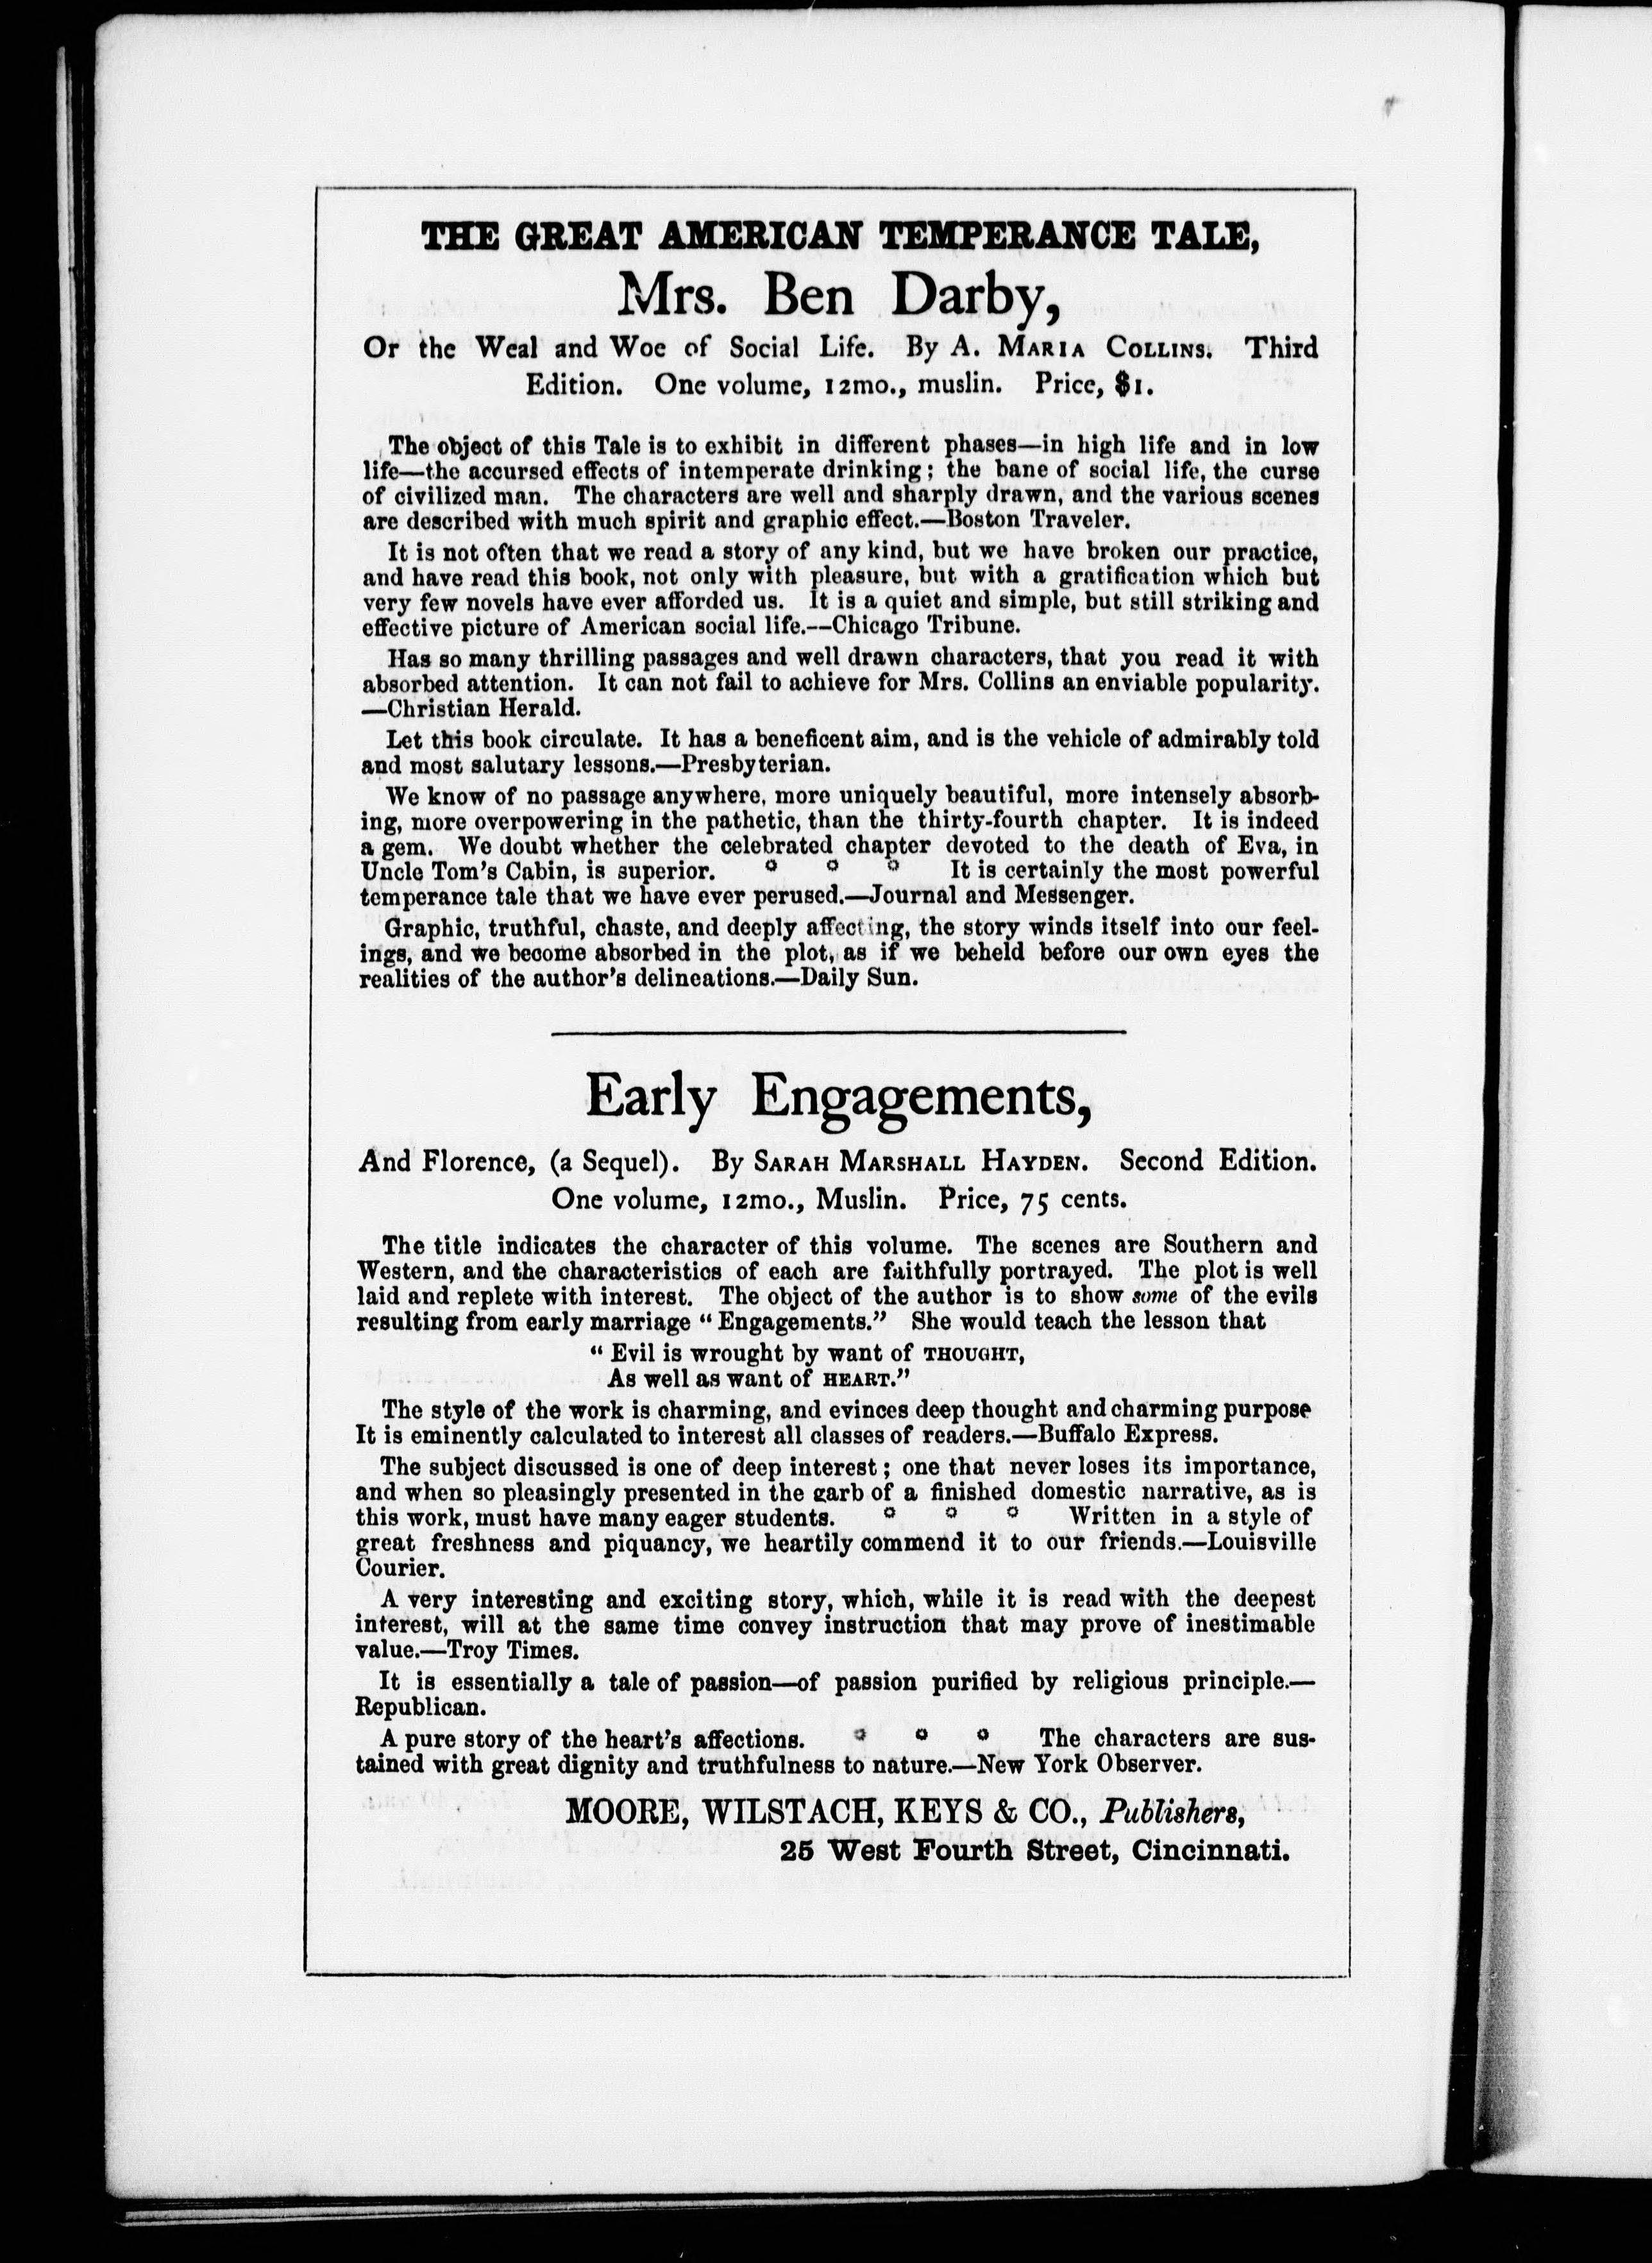 THE GREAT AMERICAN TEMPERANCE TALE,
Mrs. Ben Darby,
Or the Weal and Woe of Social Life. By A. MARIA COLLINS. Third
Edition. One volume, 12mo., muslin. Price, $1.
The object of this Tale is to exhibit in different phases—in high life and in low
life—the accursed effects of intemperate drinking; the bane of social life, the curse
of civilized man. The characters are well and sharply drawn, and the various scenes
are described with much spirit and graphic effect.—Boston Traveler.
It is not often that we read a story of any kind, but we have broken our practice,
and have read this book, not only with pleasure, but with a gratification which but
very few novels have ever afforded us. It is a quiet and simple, but still striking and
effective picture of American social life.—Chicago Tribune.
Has so many thrilling passages and well drawn characters, that you read it with
absorbed attention. It can not fail to achieve for Mrs. Collins an enviable popularity.
—Christian Herald.
Let this book circulate. It has a beneficent aim, and is the vehicle of admirably told
and most salutary lessons.—Presbyterian.
We know of no passage anywhere, more uniquely beautiful, more intensely absorb-
ing, more overpowering in the pathetic, than the thirty-fourth chapter. It is indeed
a gem. We doubt whether the celebrated chapter devoted to the death of Eva, in
Uncle Tom's Cabin, is superior. * * * It is certainly the most powerful
temperance tale that we have ever perused.—Journal and Messenger.
Graphic, truthful, chaste, and deeply affecting, the story winds itself into our feel-
ings, and we become absorbed in the plot, as if we beheld before our own eyes the
realities of the author's delineations.—Daily Sun.
Early Engagements,
And Florence, (a Sequel). By SARAH MARSHALL HAYDEN. Second Edition.
One volume, 12mo., Muslin. Price, 75 cents.
The title indicates the character of this volume. The scenes are Southern and
Western, and the characteristics of each are faithfully portrayed. The plot is well
laid and replete with interest. The object of the author is to show some of the evils
resulting from early marriage "Engagements." She would teach the lesson that
"Evil is wrought by want of THOUGHT,
As well as want of HEART."
The style of the work is charming, and evinces deep thought and charming purpose
It is eminently calculated to interest all classes of readers.—Buffalo Express.
The subject discussed is one of deep interest; one that never loses its importance,
and when so pleasingly presented in the garb of a finished domestic narrative, as is
this work, must have many eager students. * * * Written in a style of
great freshness and piquancy, we heartily commend it to our friends.—Louisville
Courier.
A very interesting and exciting story, which, while it is read with the deepest
interest, will at the same time convey instruction that may prove of inestimable
value.—Troy Times.
It is essentially a tale of passion—of passion purified by religious principle.—
Republican.
A pure story of the heart's affections. * * * The characters are sus-
tained with great dignity and truthfulness to nature.—New York Observer.
MOORE, WILSTACH, KEYS & CO., Publishers,
25 West Fourth Street, Cincinnati.